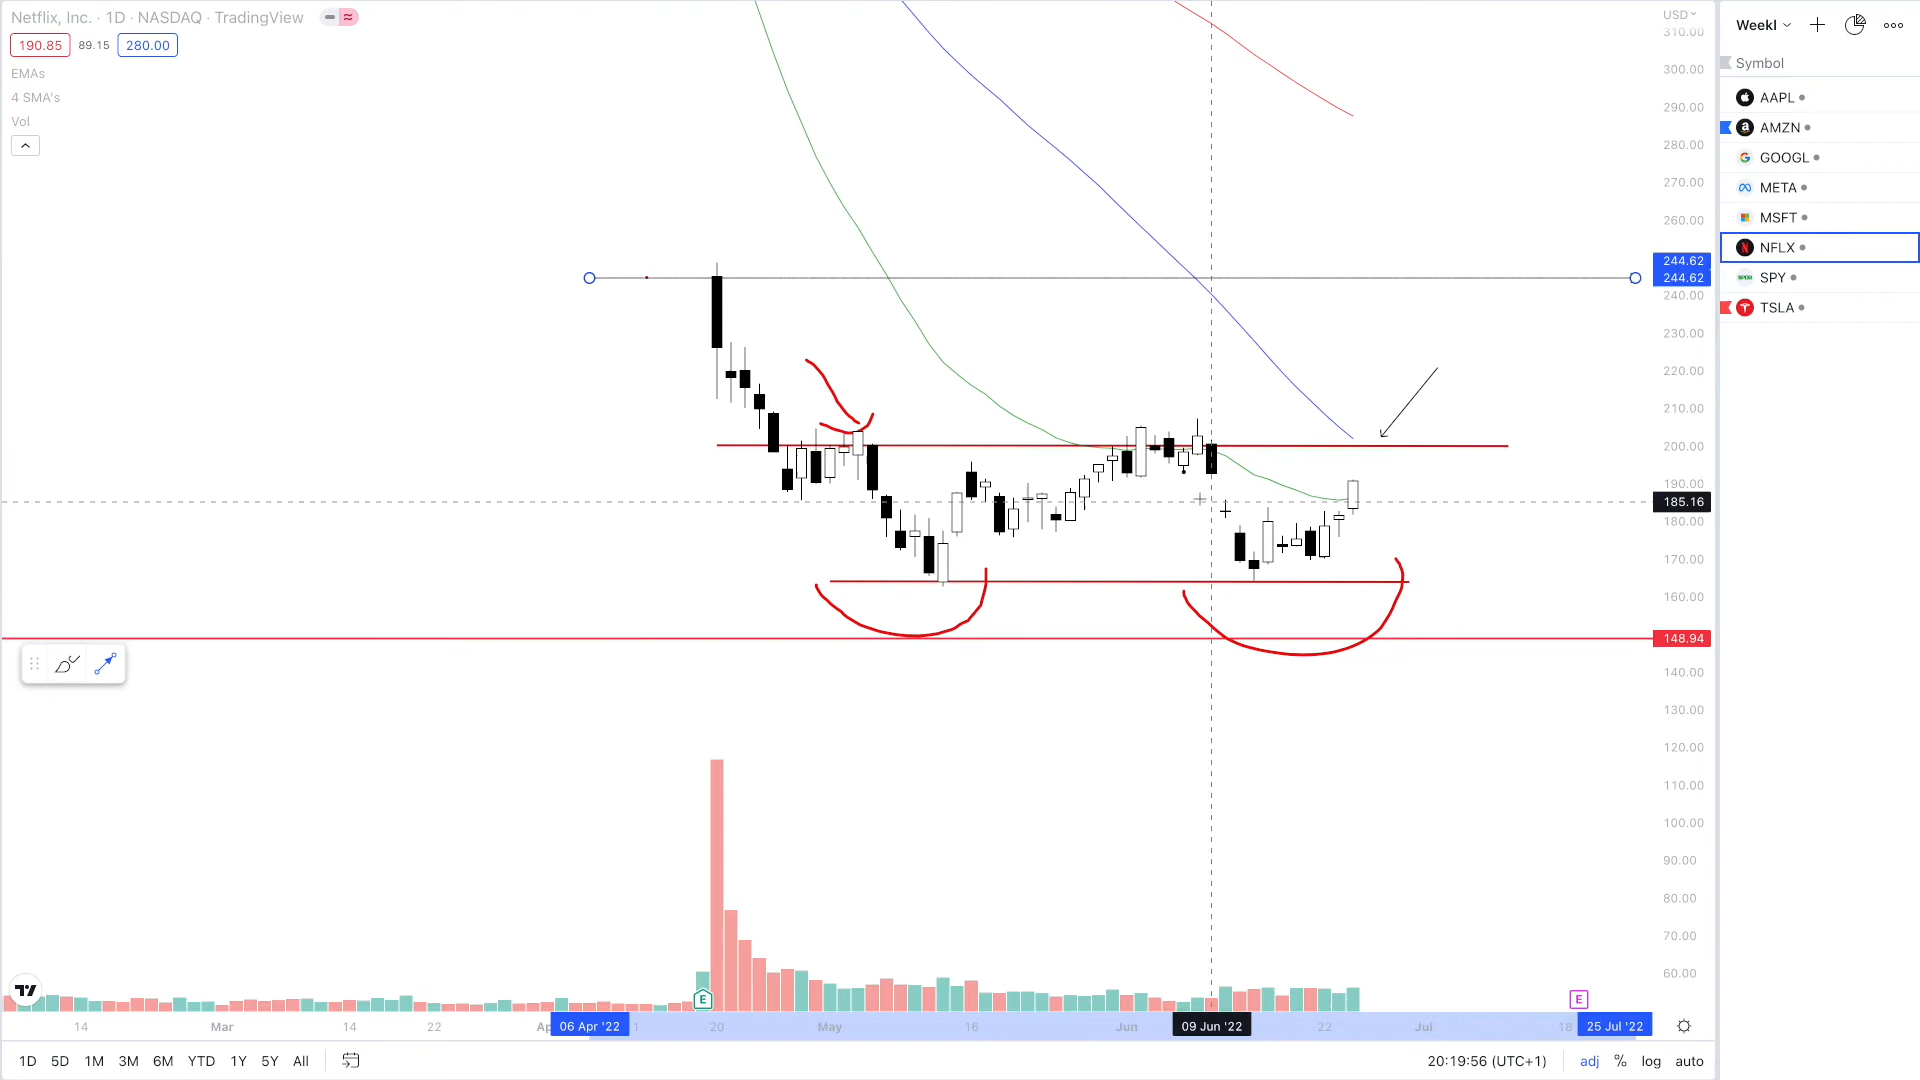 Netflix, Inc. · 1D · NASDAQ · TradingView
190.85 89.15 280.00
EMAs
4 SMA's
Vol
USD
310.00
300.00
290.00
280.00
270.00
260.00
244.62
244.62
240.00
230.00
220.00
210.00
200.00
190.00
185.16
180.00
170.00
160.00
148.94
140.00
130.00
120.00
110.00
100.00
90.00
80.00
70.00
60.00
E
E
14 Mar 14 22 Ap 06 Apr '22 1 20 May 16 Jun 09 Jun '22 22 Jul 18 25 Jul '22
1D 5D 1M 3M 6M YTD 1Y 5Y All
20:19:56 (UTC+1) adj % log auto
Weekl
Symbol
AAPL
AMZN
GOOGL
META
MSFT
NFLX
SPY
TSLA